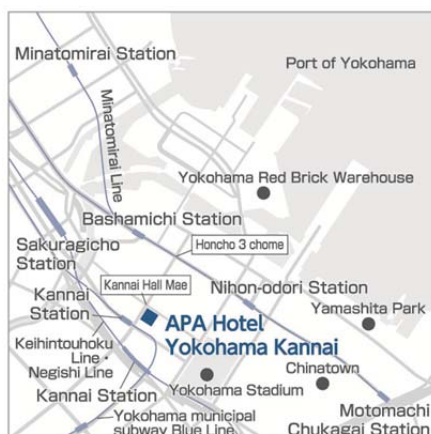 Minatomirai Station
Port of Yokohama
Minatomirai Line
Yokohama Red Brick Warehouse
Bashamichi Station
Sakuragicho
Station
Honcho 3 chome
Kannai Hall Mae
Nihon-odori Station
Kannai
Station
Yamashita Park
APA Hotel
Yokohama Kannai
Keihintouhoku
Line・
Negishi Line
Chinatown
Kannai Station
Yokohama Stadium
Motomachi
Chukagai Station
Yokohama municipal
subway Blue Line